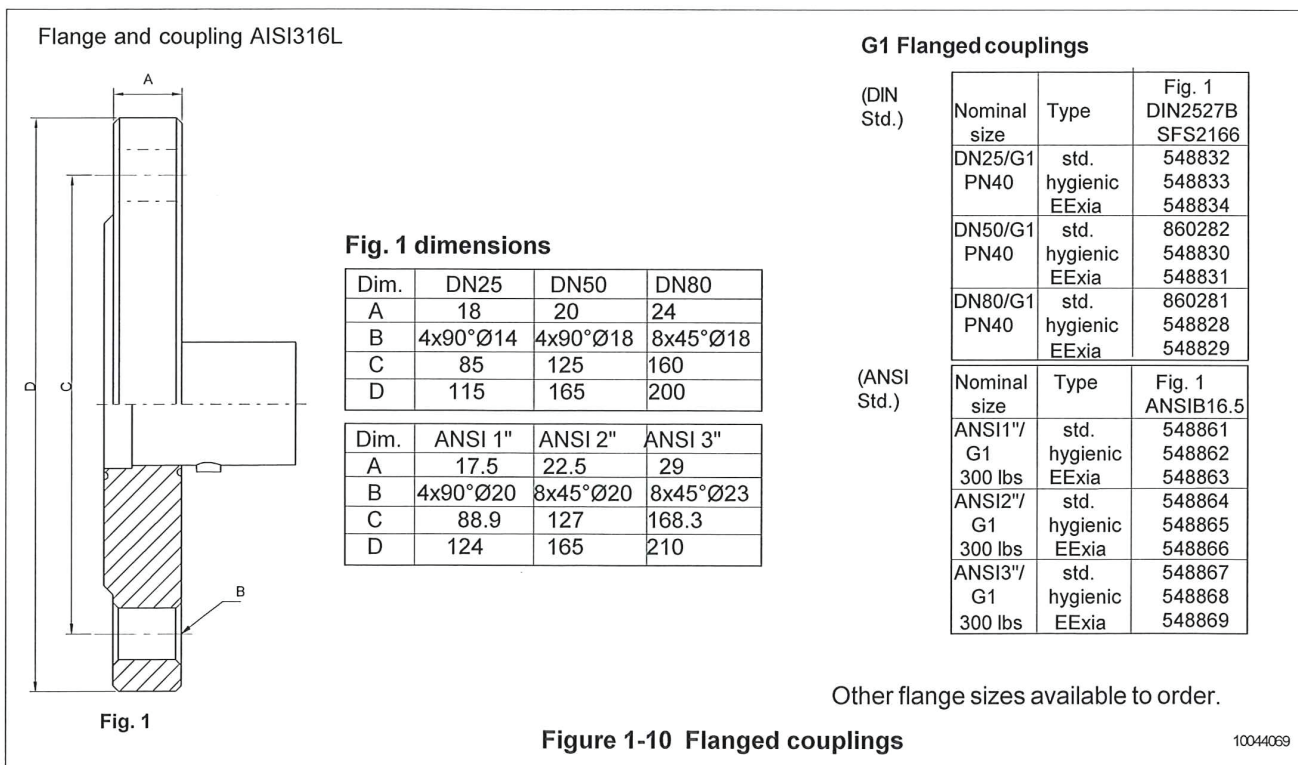 Flange and coupling AISI316L
A
D
C
B
Fig. 1
Fig. 1 dimensions
Dim. DN25 DN50 DN80
A 18 20 24
B 4x90°Ø14 4x90°Ø18 8x45°Ø18
C 85 125 160
D 115 165 200
Dim. ANSI 1" ANSI 2" ANSI 3"
A 17.5 22.5 29
B 4x90°Ø20 8x45°Ø20 8x45°Ø23
C 88.9 127 168.3
D 124 165 210
G1 Flanged couplings
(DIN
Std.)
Fig. 1
Nominal Type DIN2527B
size SFS2166
DN25/G1 std. 548832
PN40 hygienic 548833
EExia 548834
DN50/G1 std. 860282
PN40 hygienic 548830
EExia 548831
DN80/G1 std. 860281
PN40 hygienic 548828
EExia 548829
(ANSI
Std.)
Nominal Type Fig. 1
size ANSIB16.5
ANSI1"/ std. 548861
G1 hygienic 548862
300 lbs EExia 548863
ANSI2"/ std. 548864
G1 hygienic 548865
300 lbs EExia 548866
ANSI3"/ std. 548867
G1 hygienic 548868
300 lbs EExia 548869
Other flange sizes available to order.
Figure 1-10 Flanged couplings
10044069